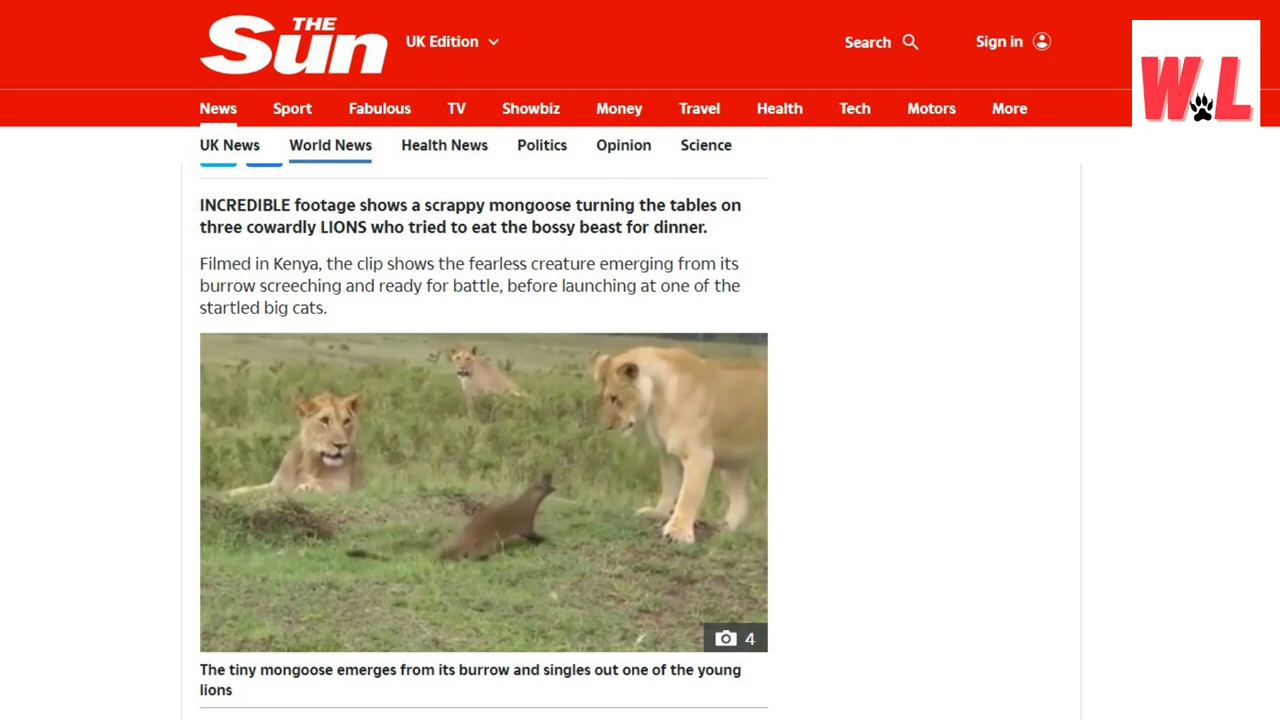 THE
Sun
UK Edition
Search
Sign in
W L
News Sport Fabulous TV Showbiz Money Travel Health Tech Motors More
UK News World News Health News Politics Opinion Science
INCREDIBLE footage shows a scrappy mongoose turning the tables on
three cowardly LIONS who tried to eat the bossy beast for dinner.
Filmed in Kenya, the clip shows the fearless creature emerging from its
burrow screeching and ready for battle, before launching at one of the
startled big cats.
4
The tiny mongoose emerges from its burrow and singles out one of the young
lions